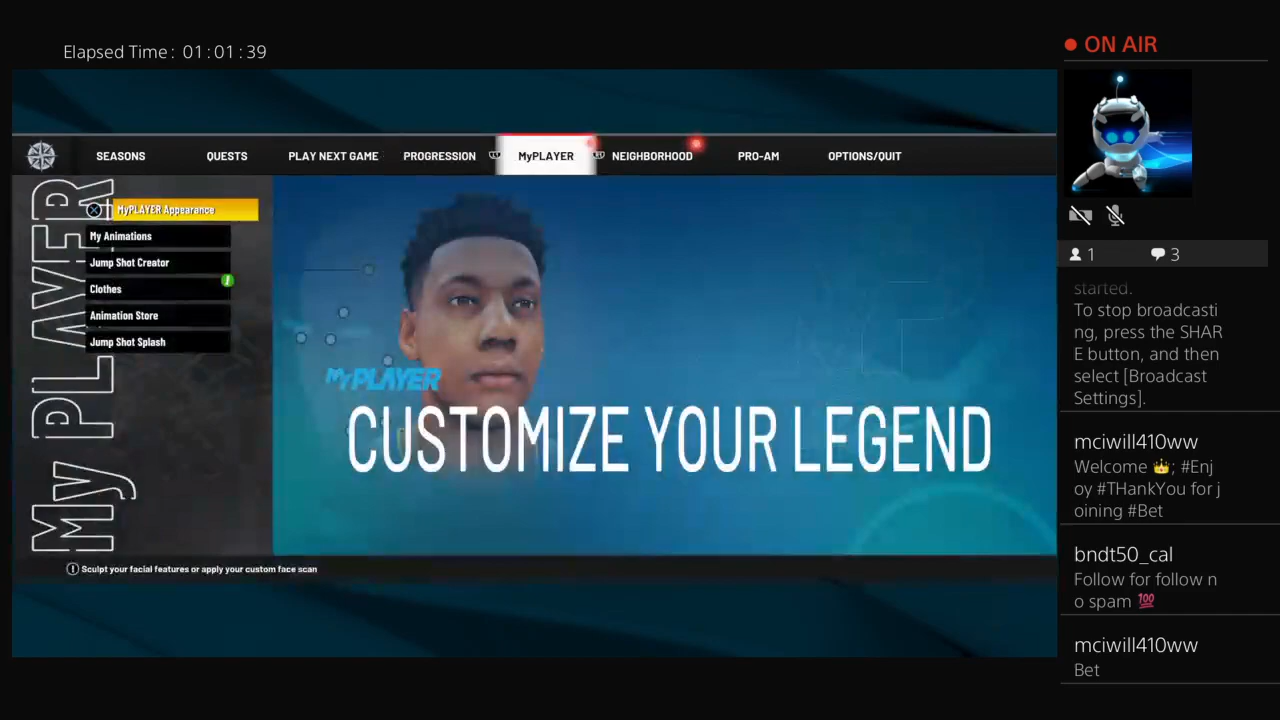 Elapsed Time: 01:01:39
ON AIR
SEASONS
QUESTS
PLAY NEXT GAME
PROGRESSION
MyPLAYER
NEIGHBORHOOD
PRO-AM
OPTIONS/QUIT
My PLAYER
MyPLAYER Appearance
My Animations
Jump Shot Creator
Clothes
Animation Store
Jump Shot Splash
MyPLAYER
CUSTOMIZE YOUR LEGEND
Sculpt your facial features or apply your custom face scan
1
3
started.
To stop broadcasti
ng, press the SHAR
E button, and then
select [Broadcast
Settings].
mciwill410ww
Welcome 👑; #Enj
oy #THankYou for j
oining #Bet
bndt50_cal
Follow for follow n
o spam 💯
mciwill410ww
Bet